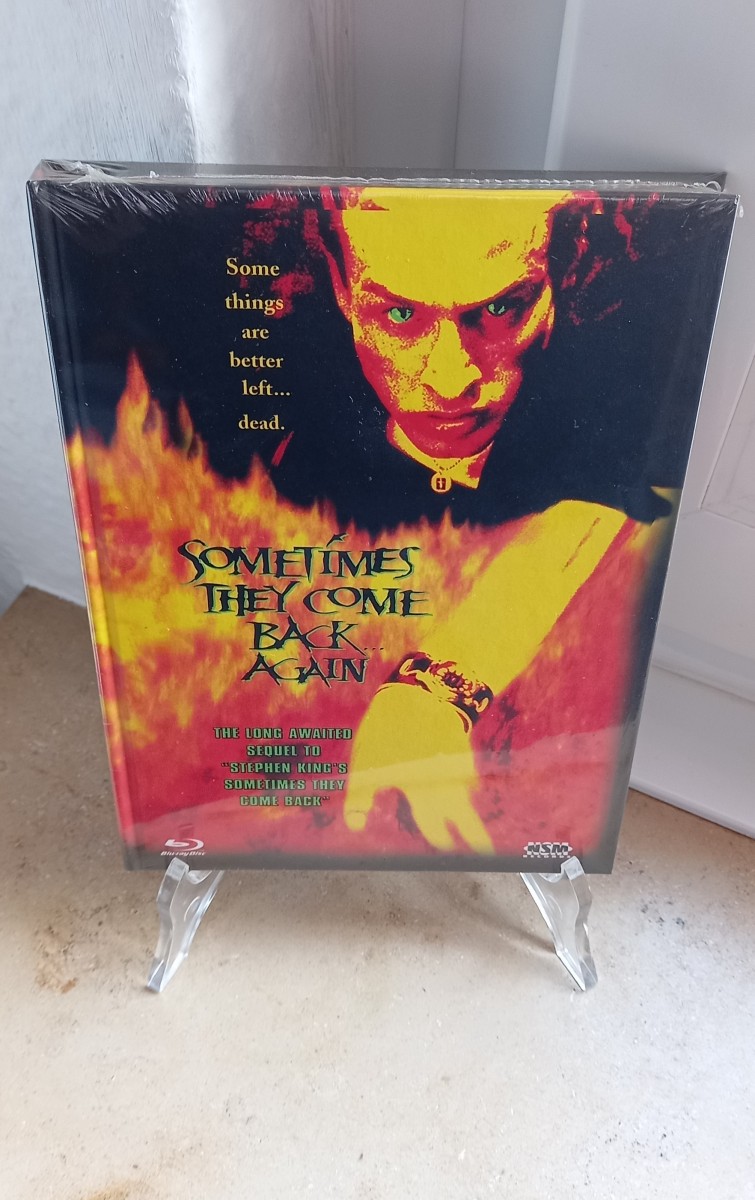 Some
things
are
better
left...
dead.
SOMETIMES
THEY COME
BACK...
AGAIN
THE LONG AWAITED
SEQUEL TO
"STEPHEN KING"S
SOMETIMES THEY
COME BACK"
Blu-ray Disc
NSM